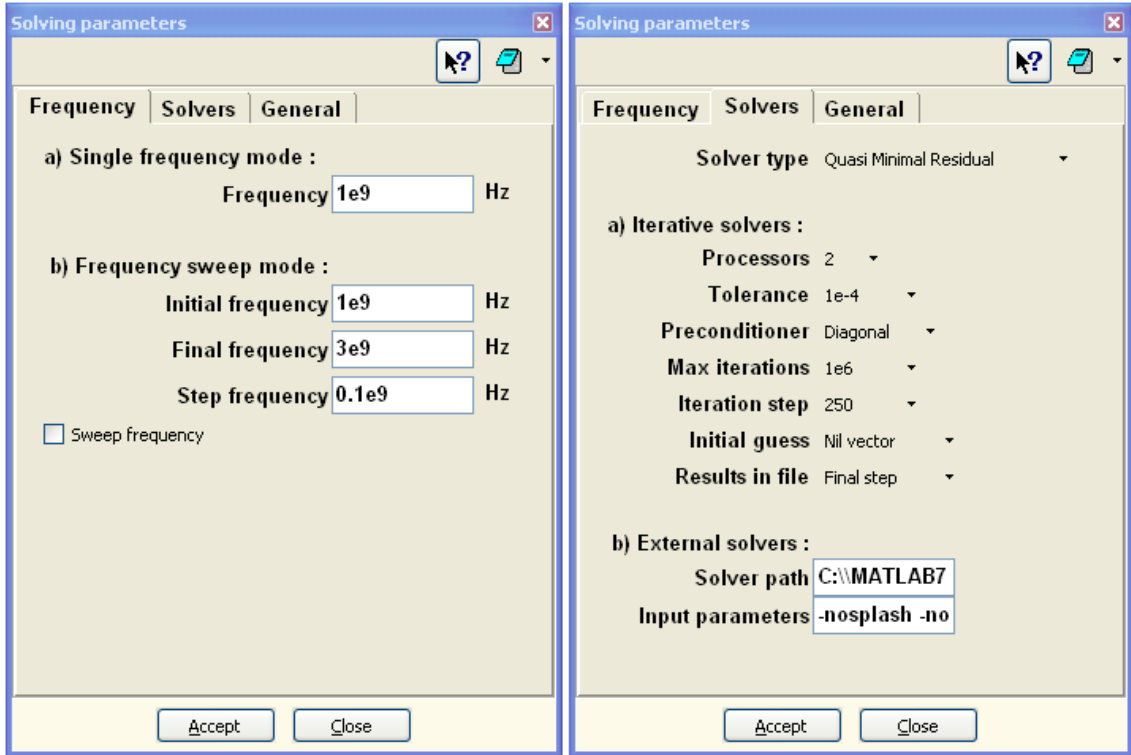 Solving parameters
Frequency Solvers General
a) Single frequency mode :
Frequency 1e9 Hz
b) Frequency sweep mode :
Initial frequency 1e9 Hz
Final frequency 3e9 Hz
Step frequency 0.1e9 Hz
Sweep frequency
Accept Close
Solving parameters
Frequency Solvers General
Solver type Quasi Minimal Residual
a) Iterative solvers :
Processors 2
Tolerance 1e-4
Preconditioner Diagonal
Max iterations 1e6
Iteration step 250
Initial guess Nil vector
Results in file Final step
b) External solvers :
Solver path C:\\MATLAB7
Input parameters -nosplash -no
Accept Close